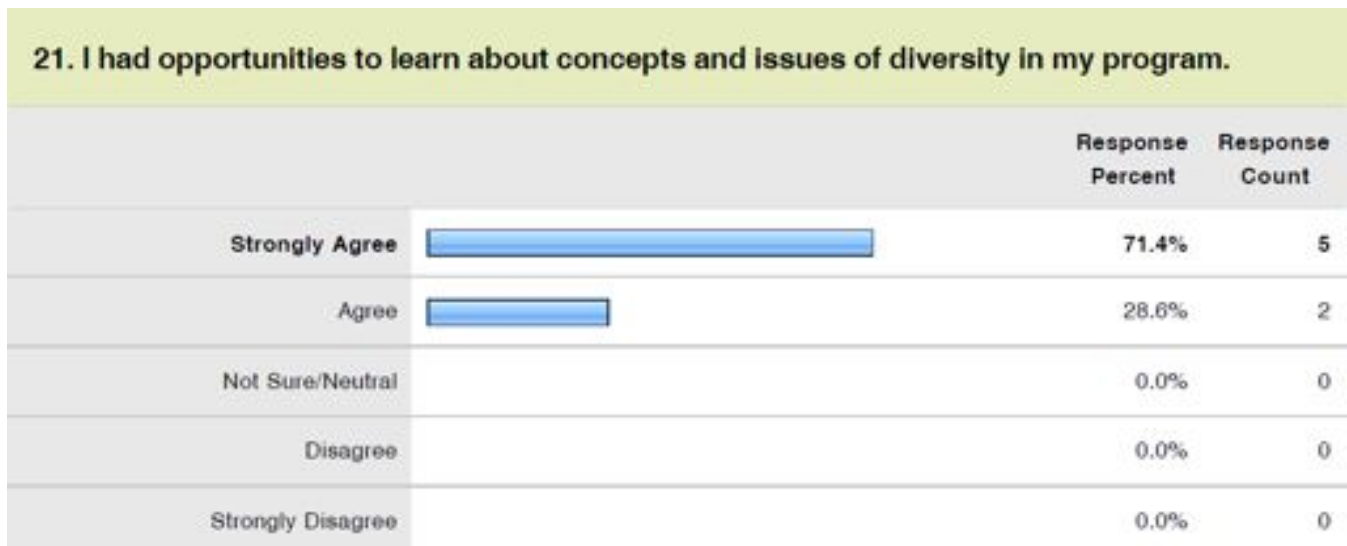 21. I had opportunities to learn about concepts and issues of diversity in my program.
Response Percent Response Count
Strongly Agree 71.4% 5
Agree 28.6% 2
Not Sure/Neutral 0.0% 0
Disagree 0.0% 0
Strongly Disagree 0.0% 0